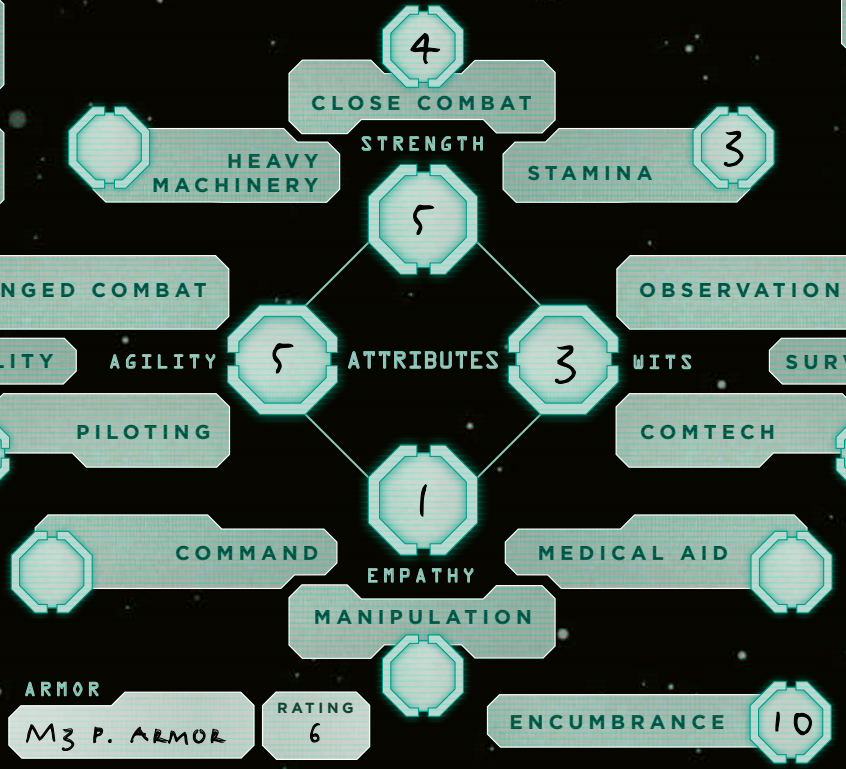 4
CLOSE COMBAT
STRENGTH
HEAVY
MACHINERY
STAMINA
3
5
NGED COMBAT
OBSERVATION
LITY
AGILITY
5
ATTRIBUTES
3
WITS
SURV
PILOTING
COMTECH
1
COMMAND
MEDICAL AID
EMPATHY
MANIPULATION
ARMOR
M3 P. ARMOR
RATING
6
ENCUMBRANCE
10